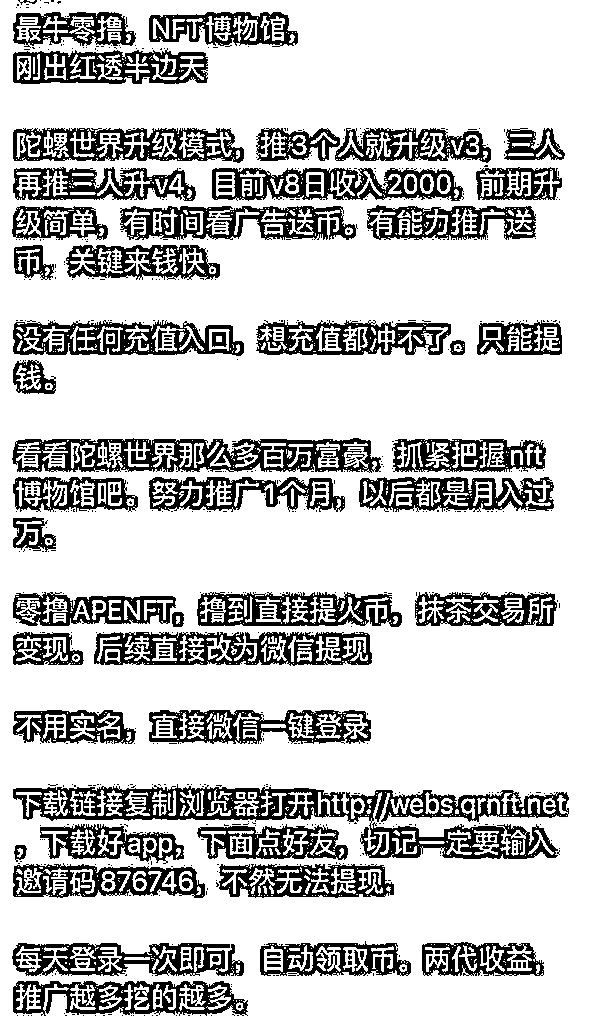 最牛零撸，NFT博物馆，
刚出红透半边天
陀螺世界升级模式，推3个人就升级v3，三人
再推三人升v4，目前v8日收入2000，前期升
级简单，有时间看广告送币。有能力推广送
币，关键来钱快。
没有任何充值入口，想充值都冲不了。只能提
钱。
看看陀螺世界那么多百万富豪，抓紧把握nft
博物馆吧。努力推广1个月，以后都是月入过
万。
零撸APENFT，撸到直接提火币，抹茶交易所
变现。后续直接改为微信提现
不用实名，直接微信一键登录
下载链接复制浏览器打开http://webs.qrnft.net
，下载好app，下面点好友，切记一定要输入
邀请码876746，不然无法提现.
每天登录一次即可，自动领取币。两代收益，
推广越多挖的越多。